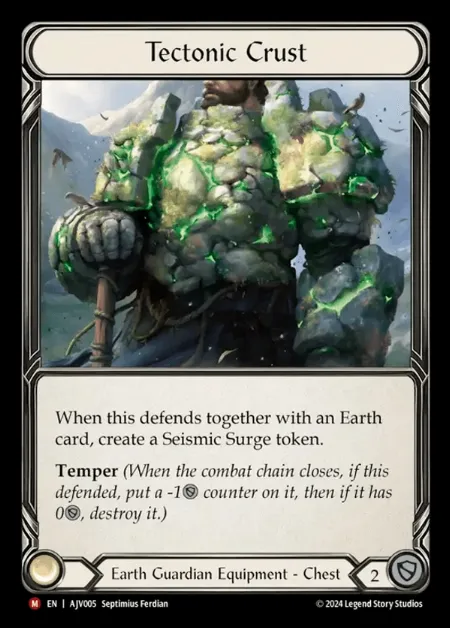 Tectonic Crust
When this defends together with an Earth
card, create a Seismic Surge token.
Temper (When the combat chain closes, if this
defended, put a -1 counter on it, then if it has
0, destroy it.)
Earth Guardian Equipment - Chest
2
M EN | AJV005 Septimius Ferdian
© 2024 Legend Story Studios